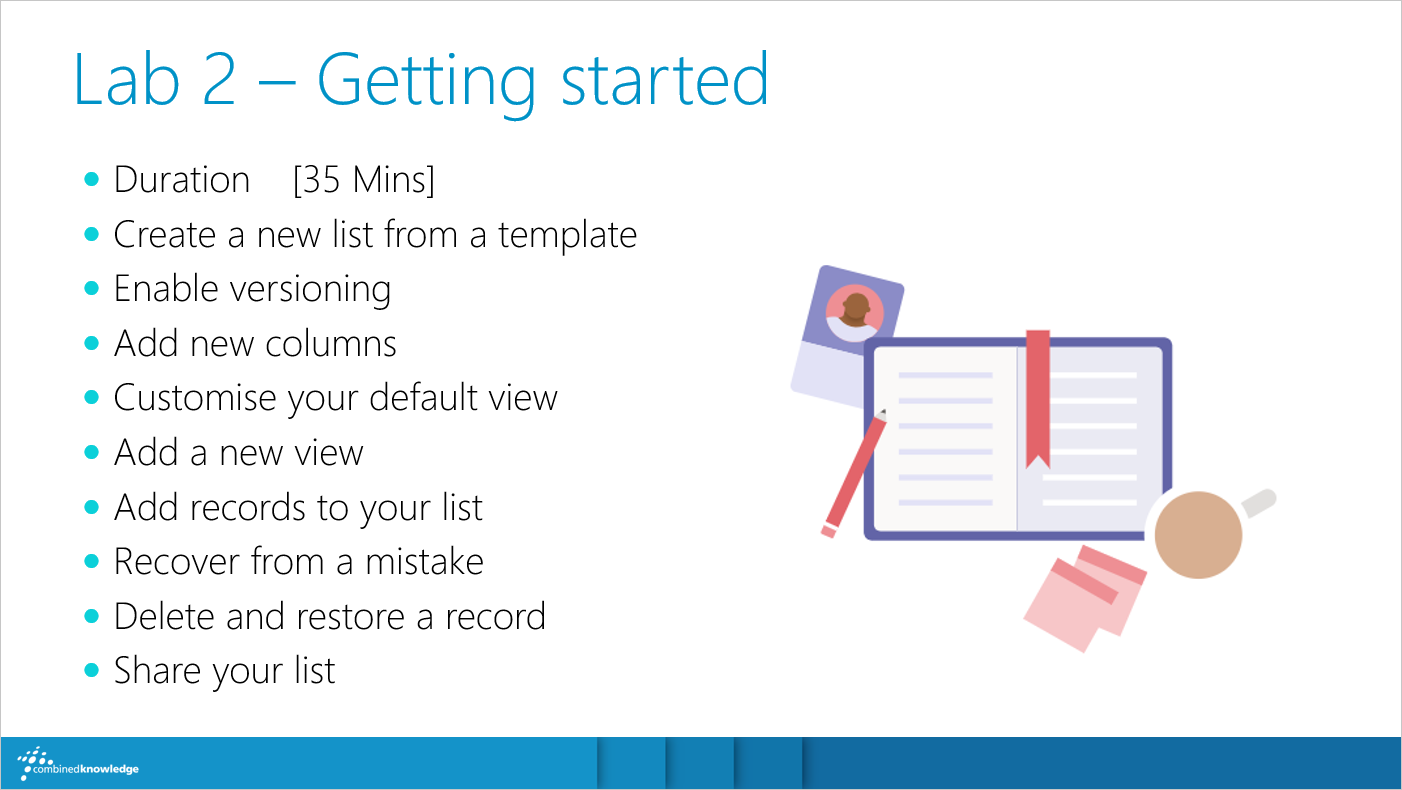 Lab 2 – Getting started
• Duration [35 Mins]
• Create a new list from a template
• Enable versioning
• Add new columns
• Customise your default view
• Add a new view
• Add records to your list
• Recover from a mistake
• Delete and restore a record
• Share your list
combinedknowledge